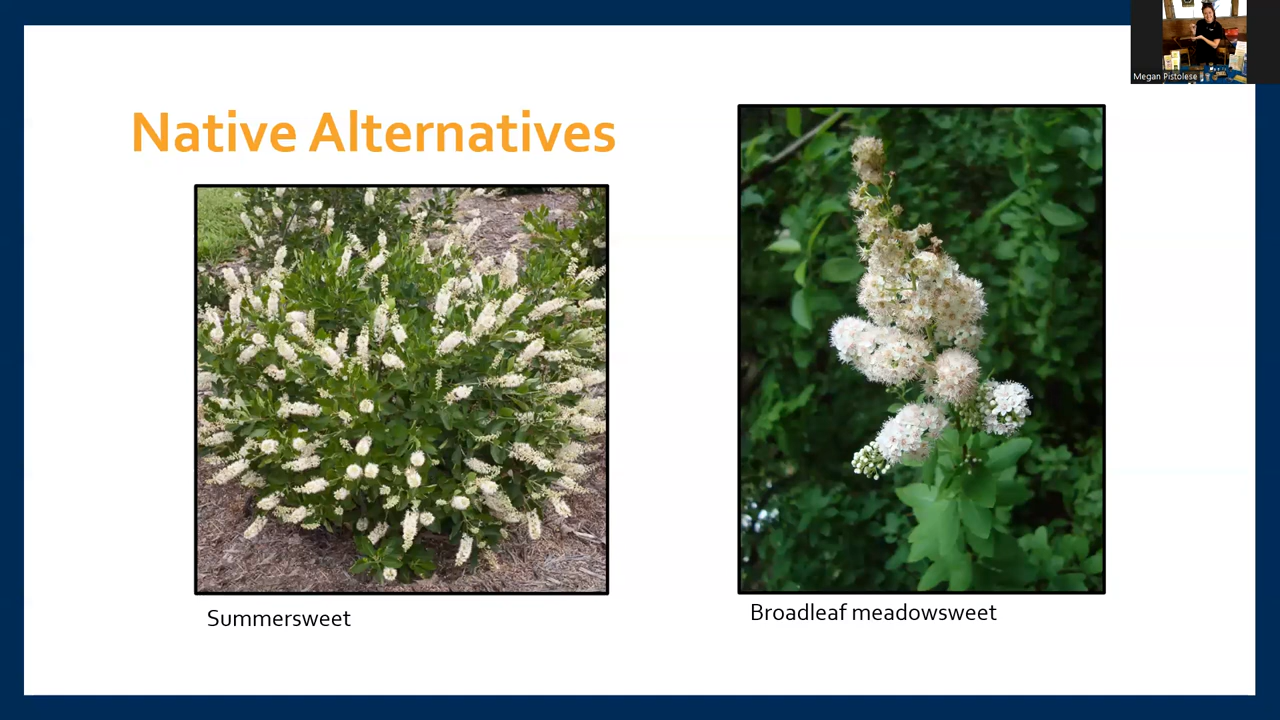 Megan Pistolese
Native Alternatives
Summersweet
Broadleaf meadowsweet